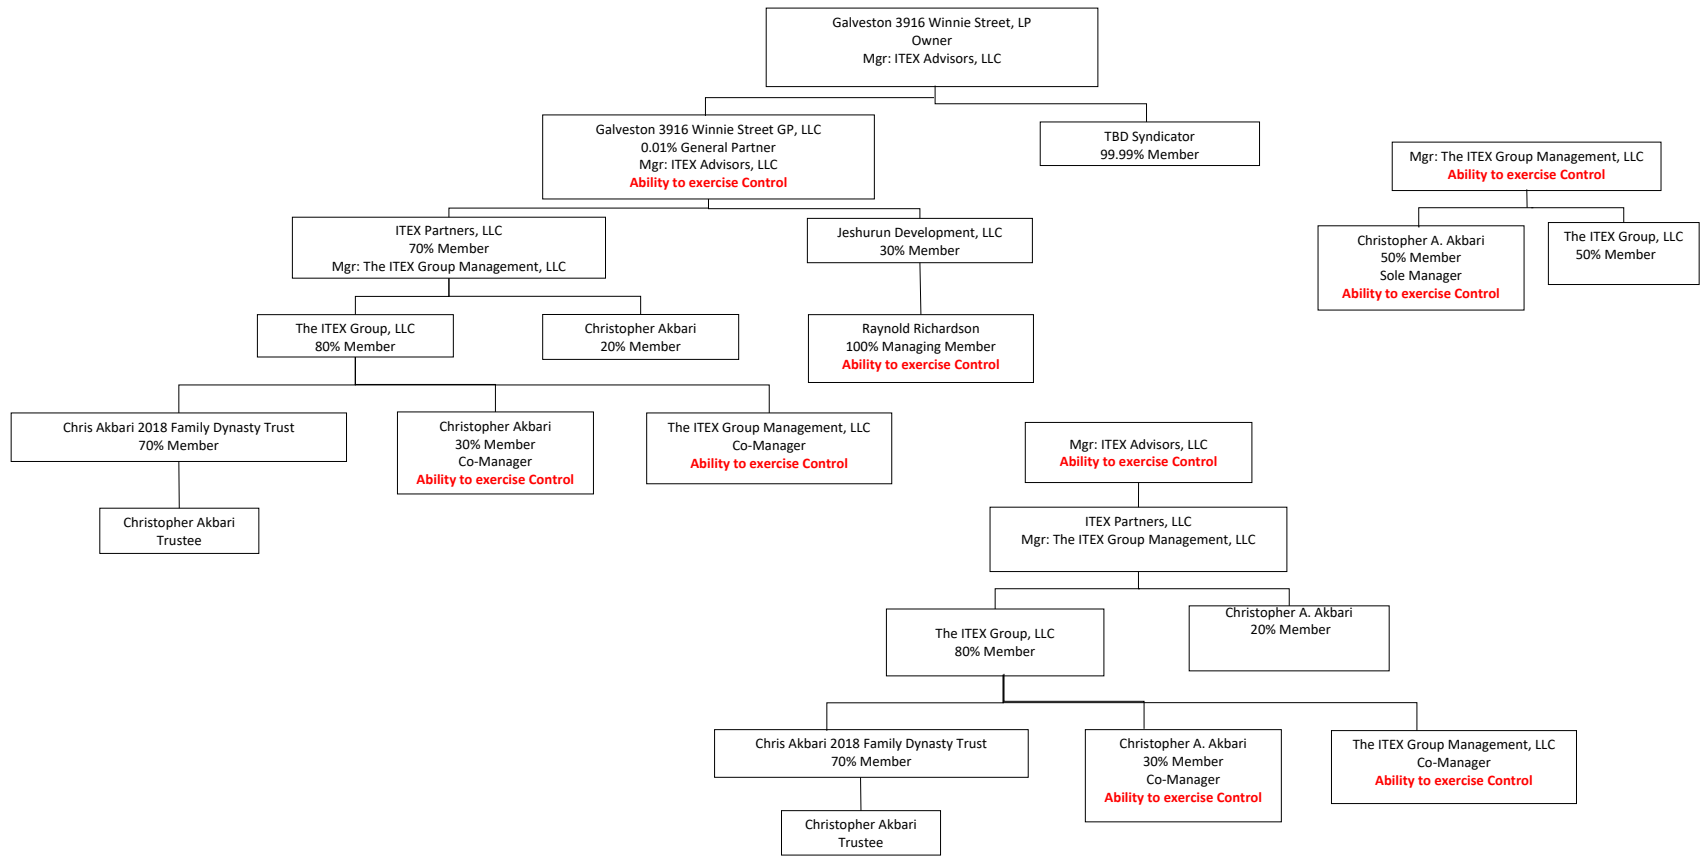 Galveston 3916 Winnie Street, LP
Owner
Mgr: ITEX Advisors, LLC
Galveston 3916 Winnie Street GP, LLC
0.01% General Partner
Mgr: ITEX Advisors, LLC
Ability to exercise Control
TBD Syndicator
99.99% Member
Mgr: The ITEX Group Management, LLC
Ability to exercise Control
ITEX Partners, LLC
70% Member
Mgr: The ITEX Group Management, LLC
Jeshurun Development, LLC
30% Member
Christopher A. Akbari
50% Member
Sole Manager
Ability to exercise Control
The ITEX Group, LLC
50% Member
The ITEX Group, LLC
80% Member
Christopher Akbari
20% Member
Raynold Richardson
100% Managing Member
Ability to exercise Control
Chris Akbari 2018 Family Dynasty Trust
70% Member
Christopher Akbari
30% Member
Co-Manager
Ability to exercise Control
The ITEX Group Management, LLC
Co-Manager
Ability to exercise Control
Christopher Akbari
Trustee
Mgr: ITEX Advisors, LLC
Ability to exercise Control
ITEX Partners, LLC
Mgr: The ITEX Group Management, LLC
The ITEX Group, LLC
80% Member
Christopher A. Akbari
20% Member
Chris Akbari 2018 Family Dynasty Trust
70% Member
Christopher A. Akbari
30% Member
Co-Manager
Ability to exercise Control
The ITEX Group Management, LLC
Co-Manager
Ability to exercise Control
Christopher Akbari
Trustee